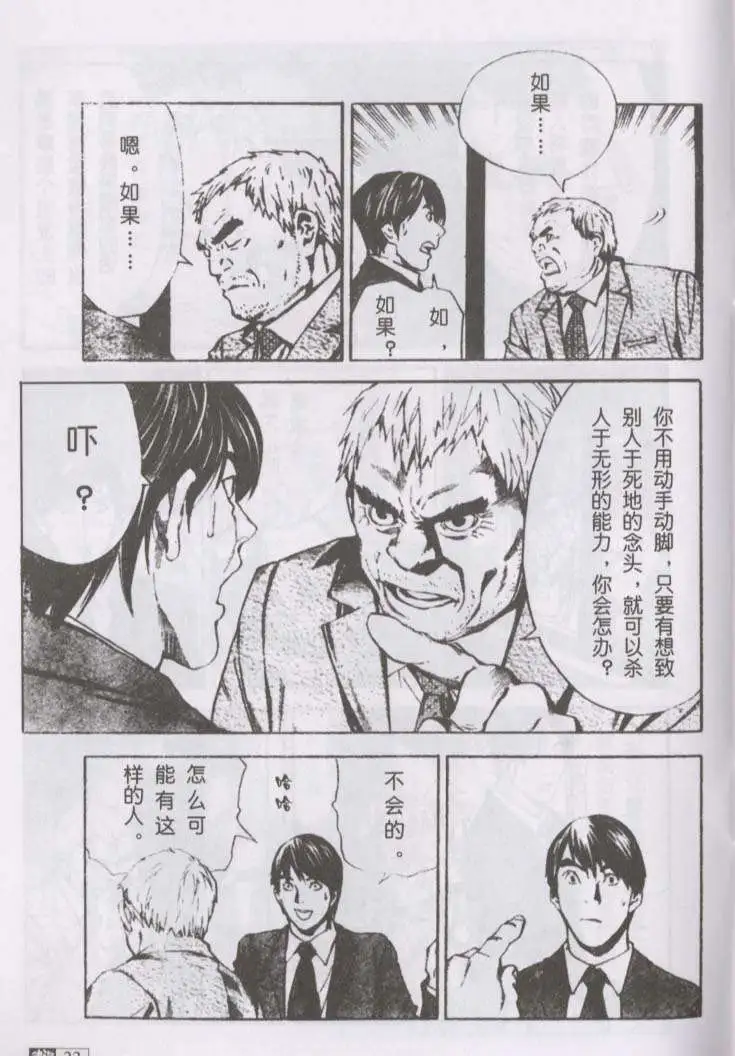 如果……
如，
如果？
嗯。如果……
你不用动手动脚，只要有想致
别人于死地的念头，就可以杀
人于无形的能力，你会怎办？
吓？
不会的。
哈哈
怎么可
能有这
样的人。
33